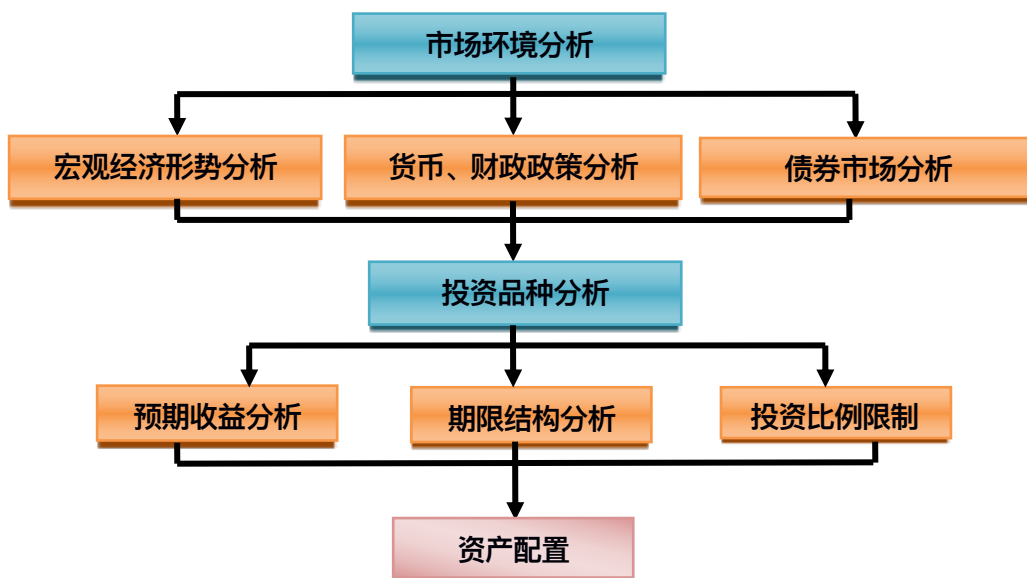 市场环境分析
宏观经济形势分析
货币、财政政策分析
债券市场分析
投资品种分析
预期收益分析
期限结构分析
投资比例限制
资产配置